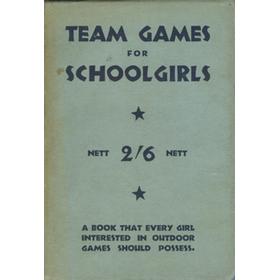 TEAM GAMES
FOR
SCHOOLGIRLS
NETT 2/6 NETT
A BOOK THAT EVERY GIRL
INTERESTED IN OUTDOOR
GAMES SHOULD POSSESS.